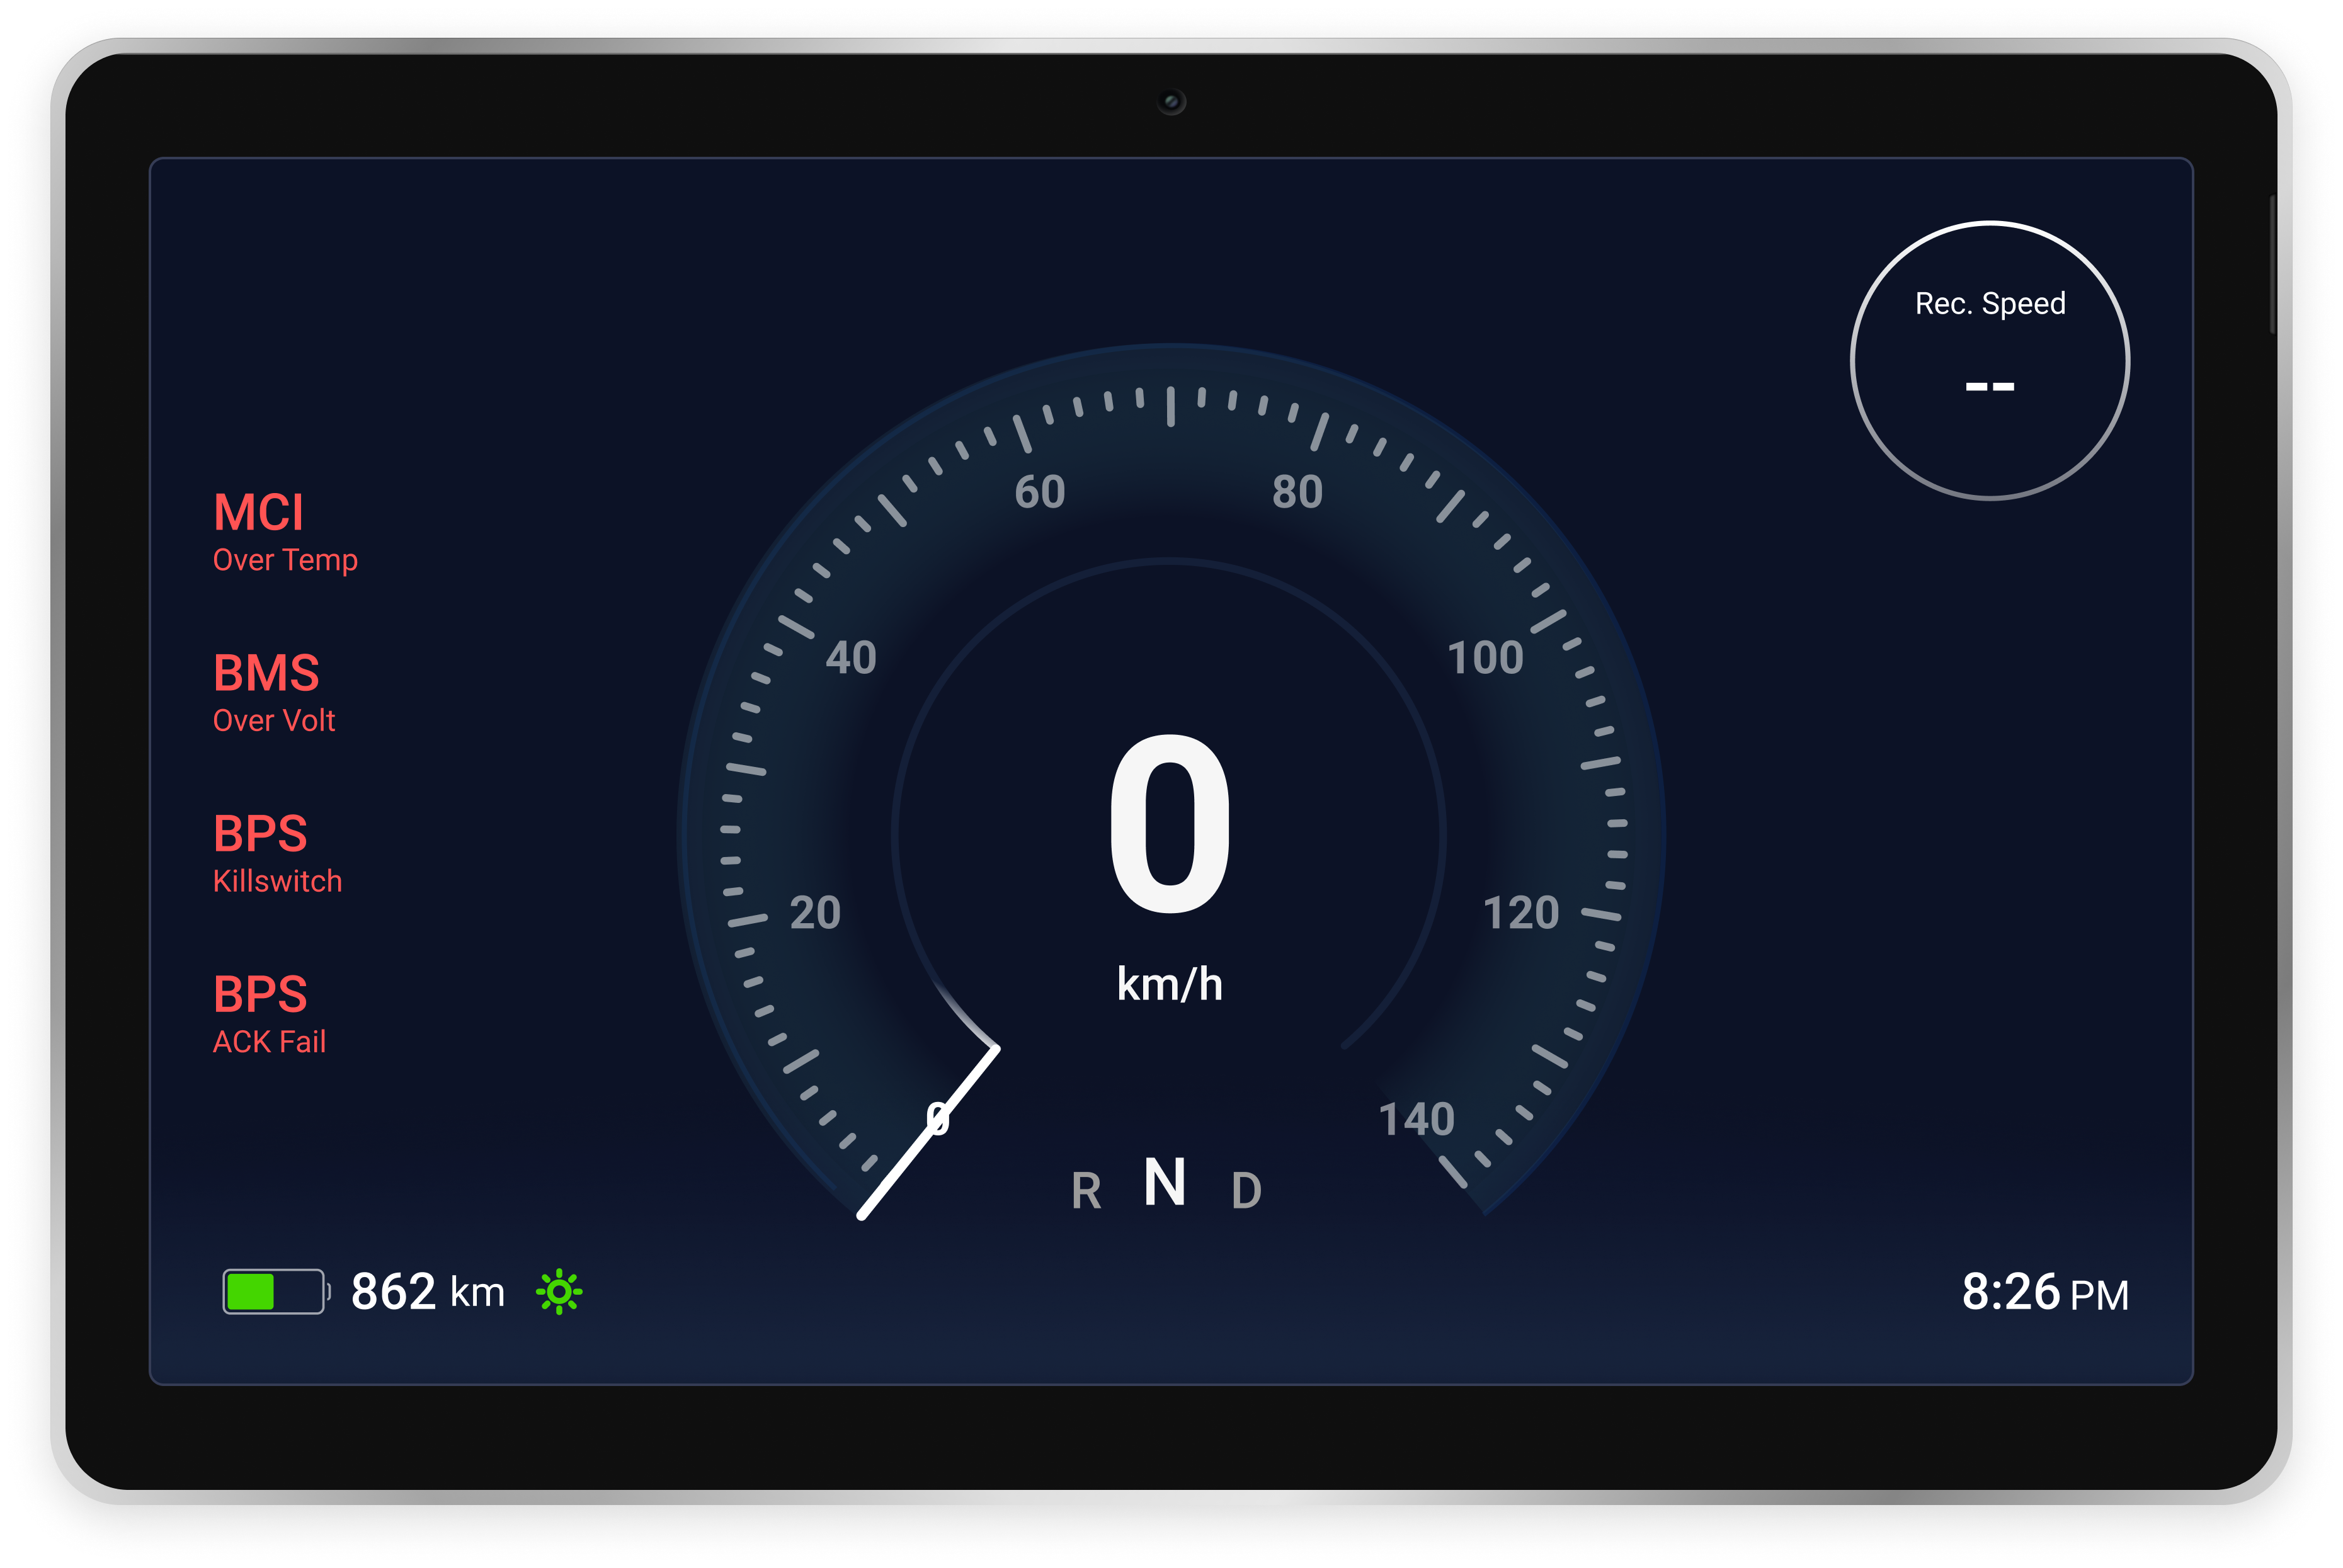 Rec. Speed
--
MCI
Over Temp
BMS
Over Volt
BPS
Killswitch
BPS
ACK Fail
60 80
40 100
20 120
0 140
0
km/h
R N D
862 km
8:26 PM